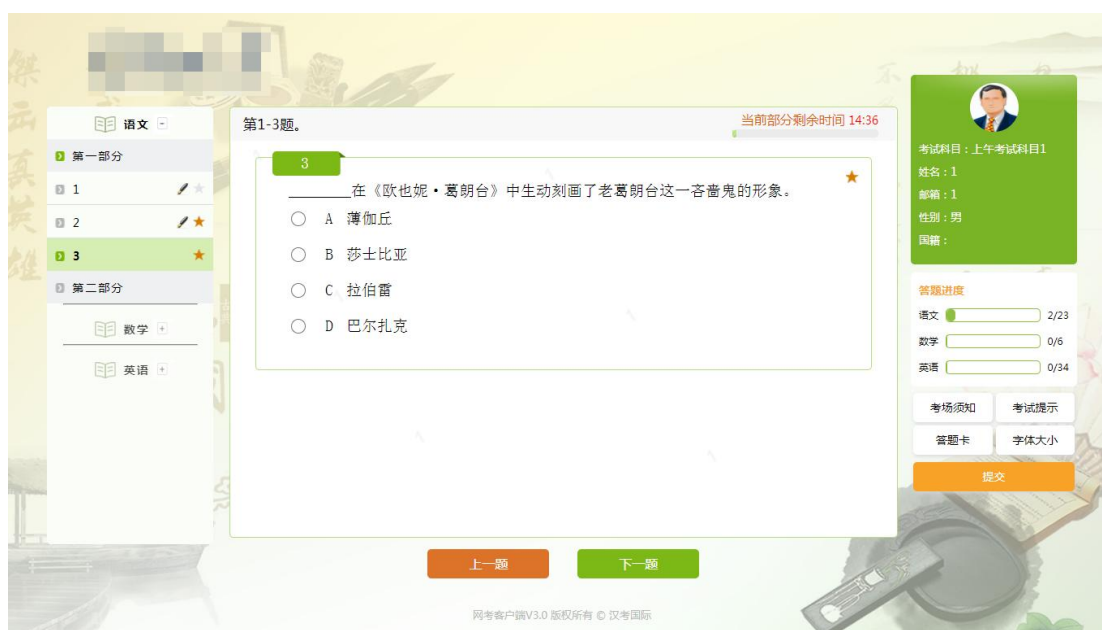 语文 -
第一部分
1
2
3
第二部分
数学 +
英语 +
第1-3题。
当前部分剩余时间 14:36
3
________在《欧也妮·葛朗台》中生动刻画了老葛朗台这一吝啬鬼的形象。
A 薄伽丘
B 莎士比亚
C 拉伯雷
D 巴尔扎克
上一题
下一题
考试科目：上午考试科目1
姓名：1
邮箱：1
性别：男
国籍：
答题进度
语文 2/23
数学 0/6
英语 0/34
考场须知 考试提示
答题卡 字体大小
提交
网考客户端V3.0 版权所有 © 汉考国际